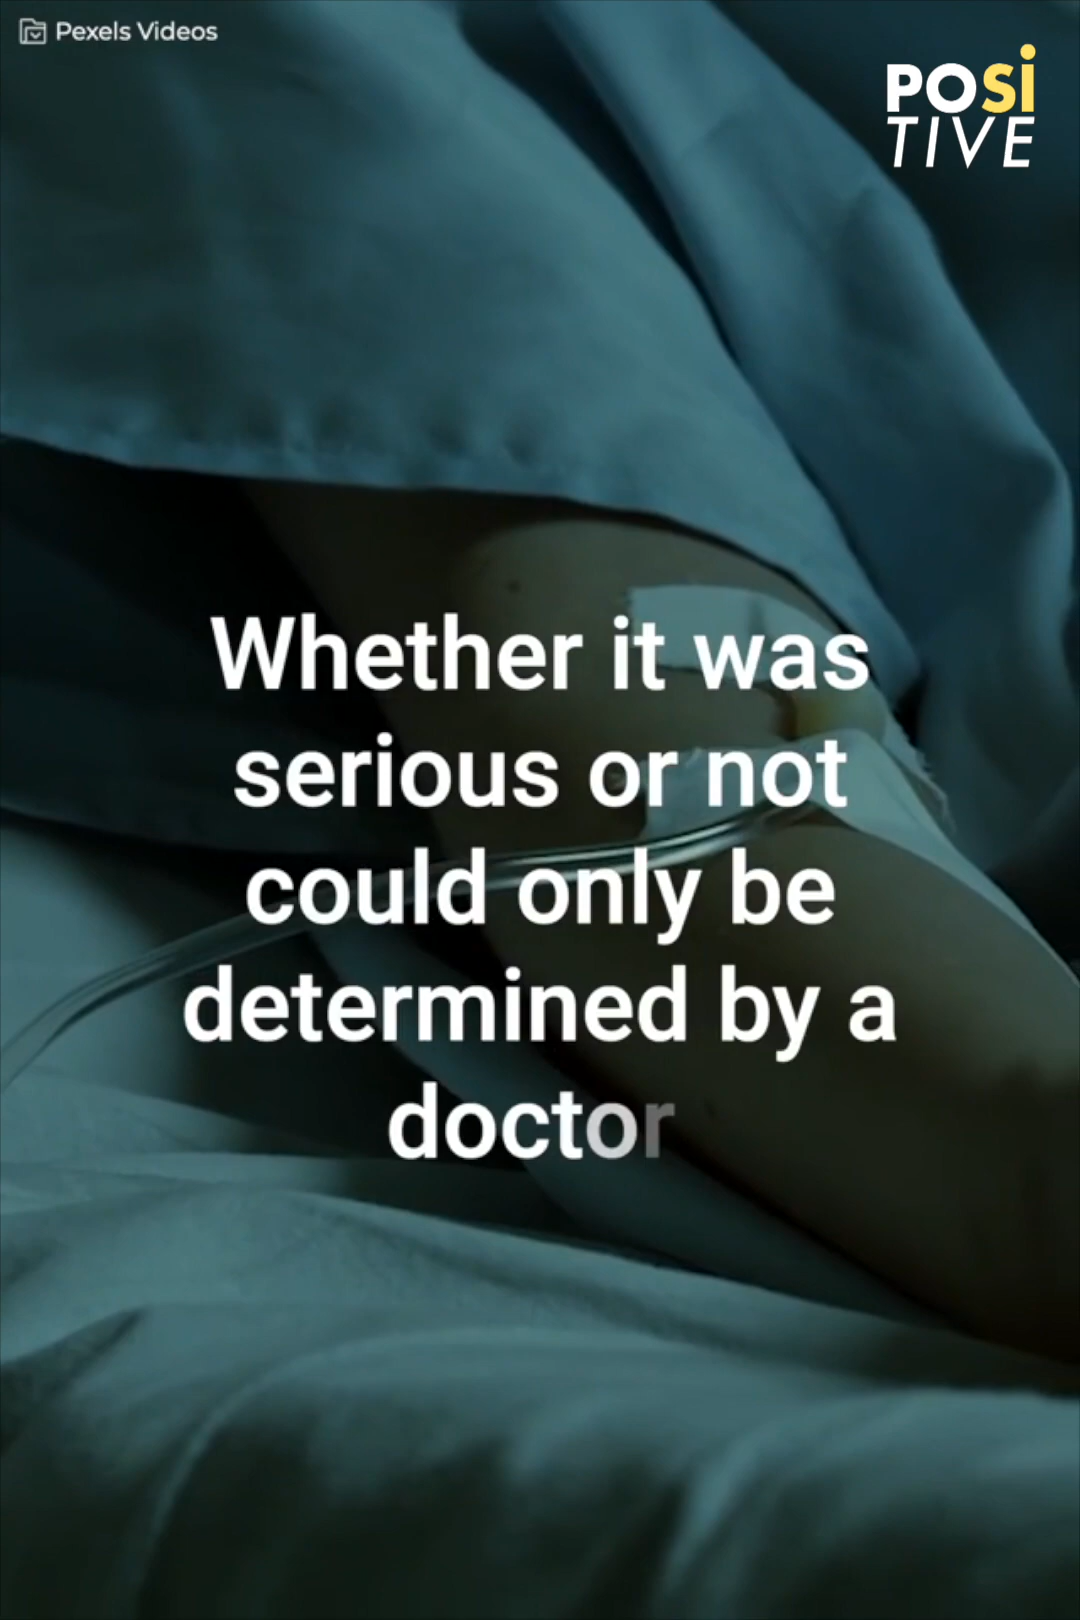 Pexels Videos
POSi
TIVE
Whether it was
serious or not
could only be
determined by a
doctor